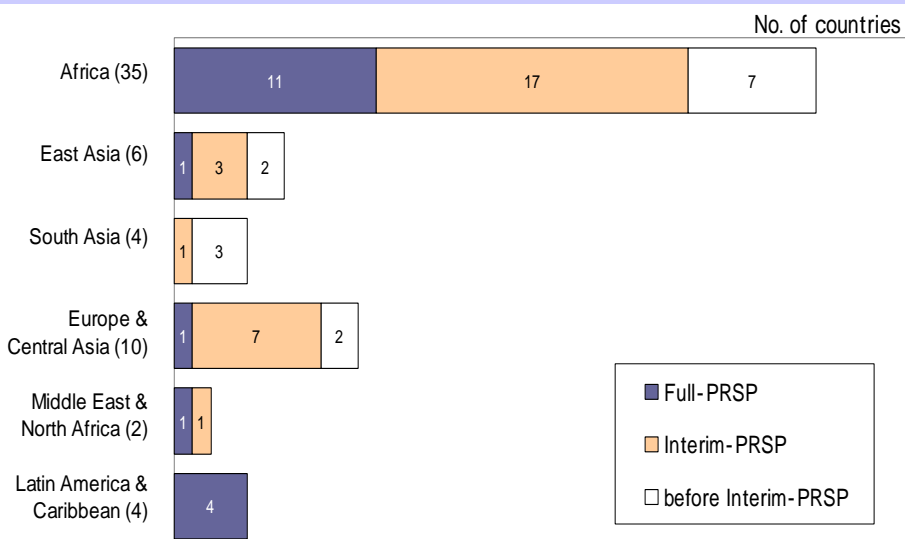 No. of countries
Africa (35)
11 17 7
East Asia (6)
1 3 2
South Asia (4)
1 3
Europe &
Central Asia (10)
1 7 2
Middle East &
North Africa (2)
1 1
Latin America &
Caribbean (4)
4
Full-PRSP
Interim-PRSP
before Interim-PRSP